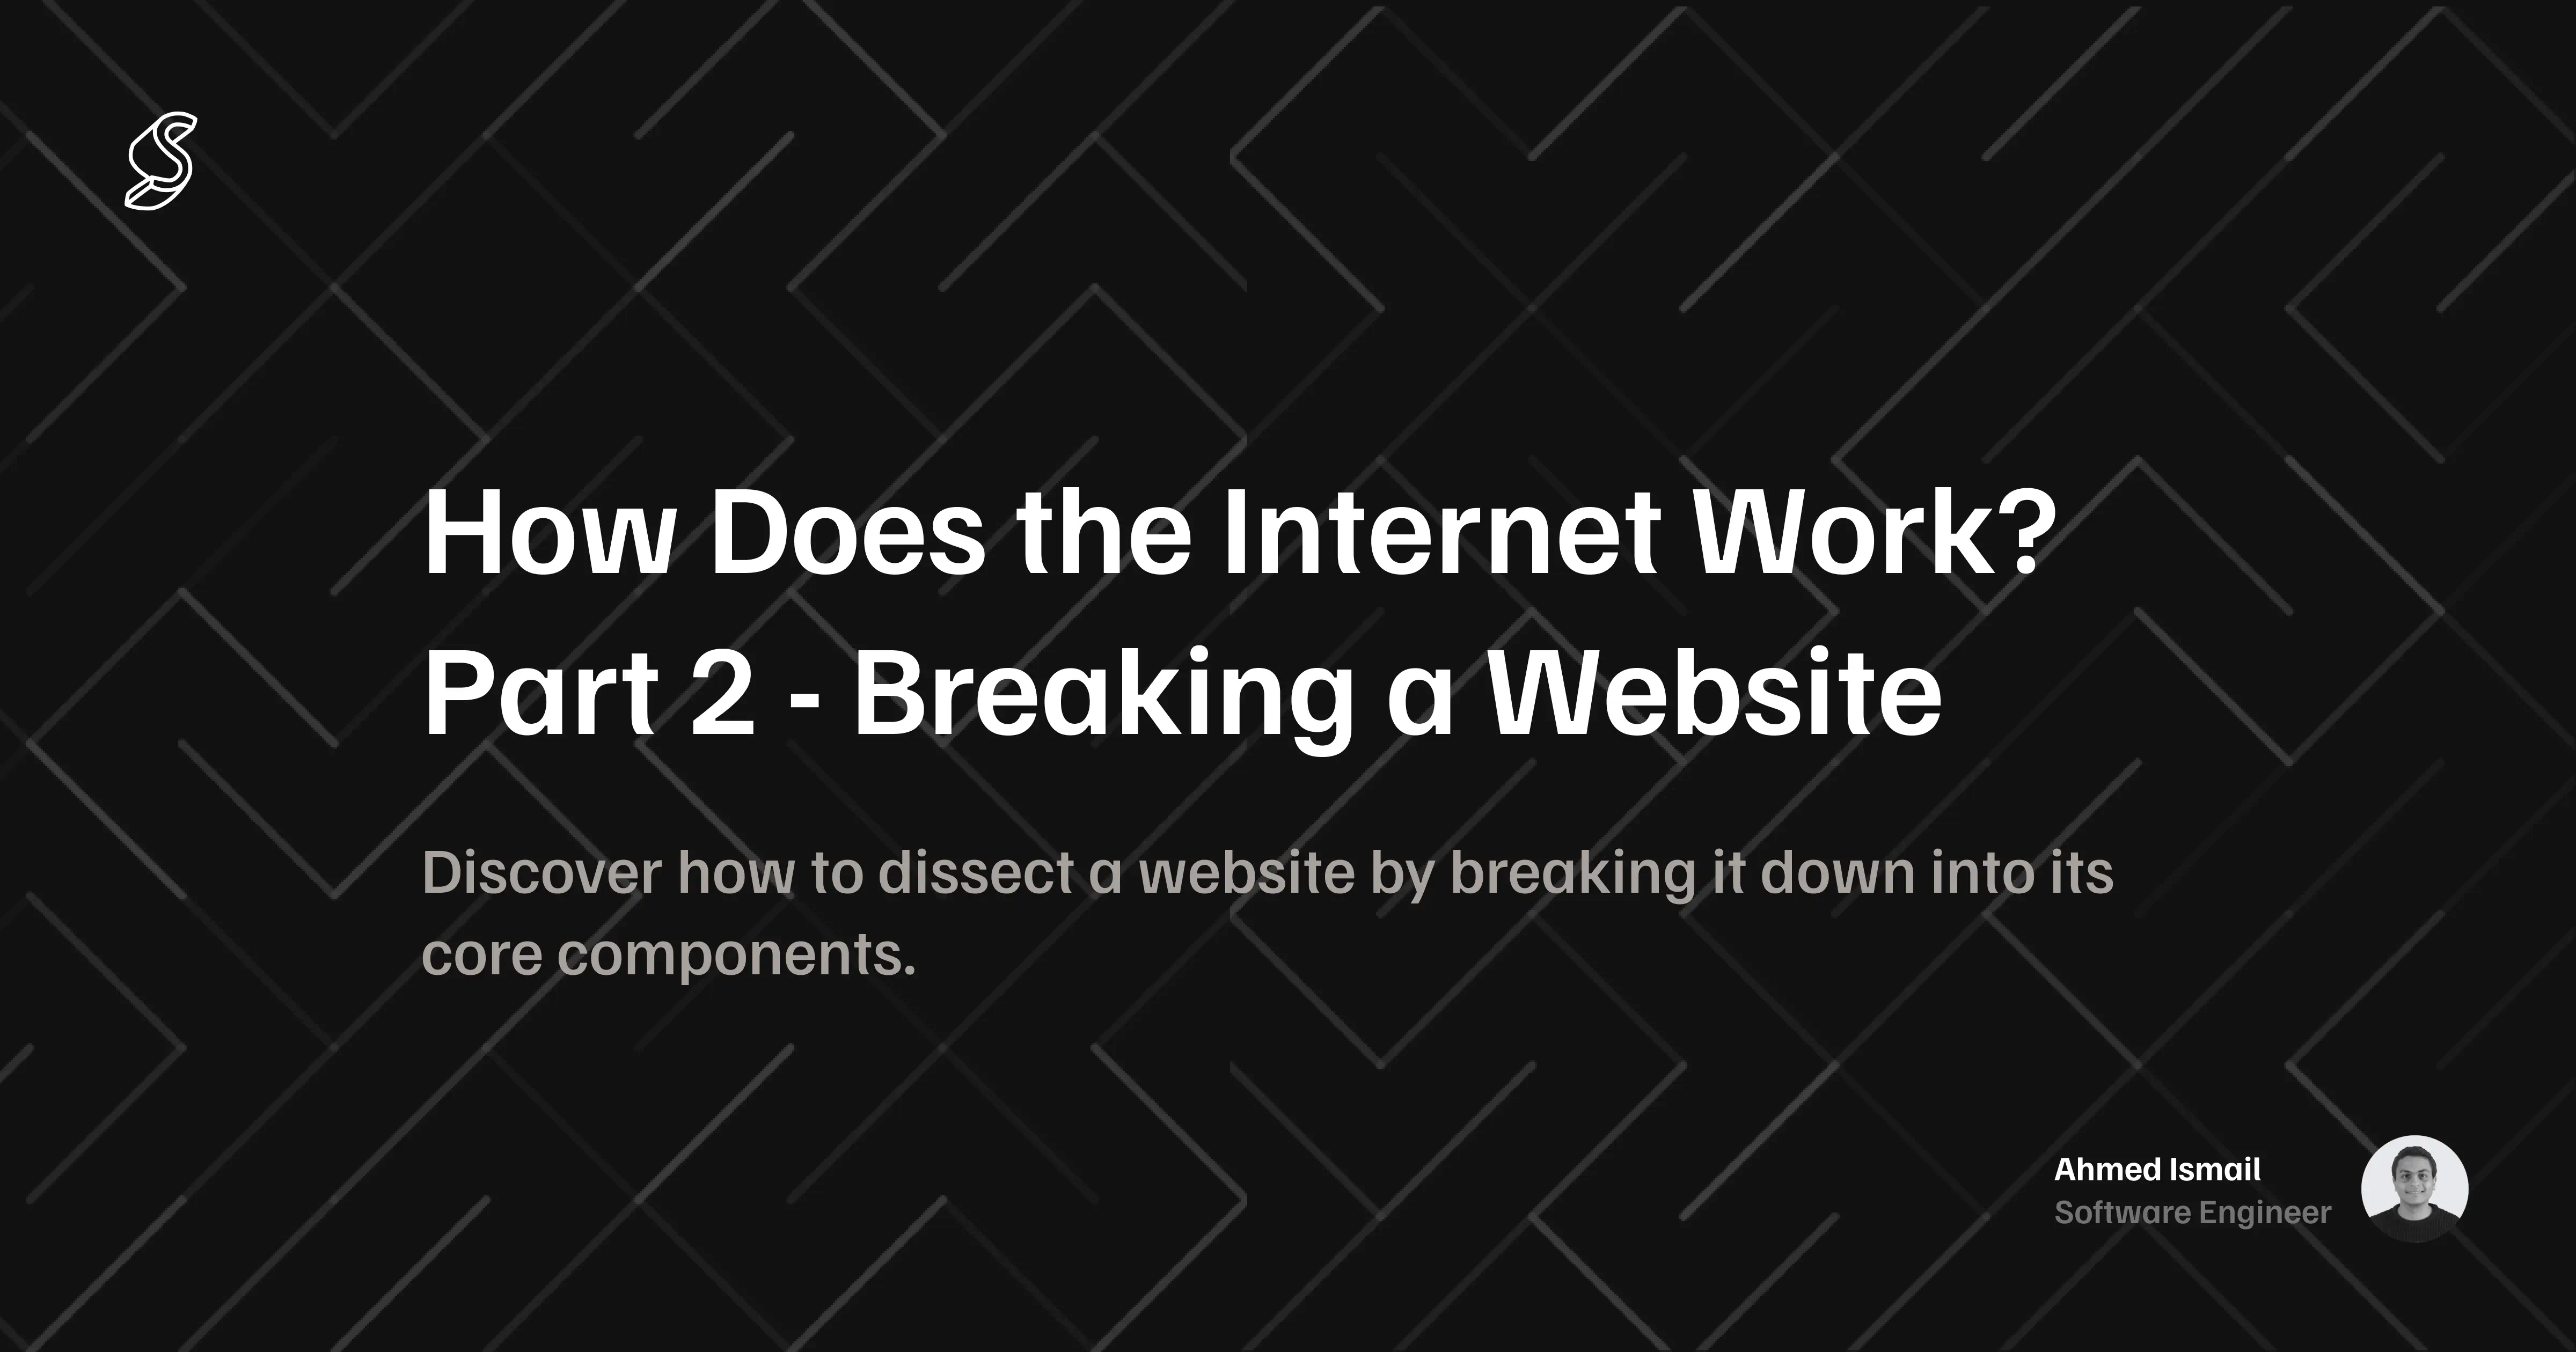 How Does the Internet Work?
Part 2 - Breaking a Website
Discover how to dissect a website by breaking it down into its
core components.
Ahmed Ismail
Software Engineer